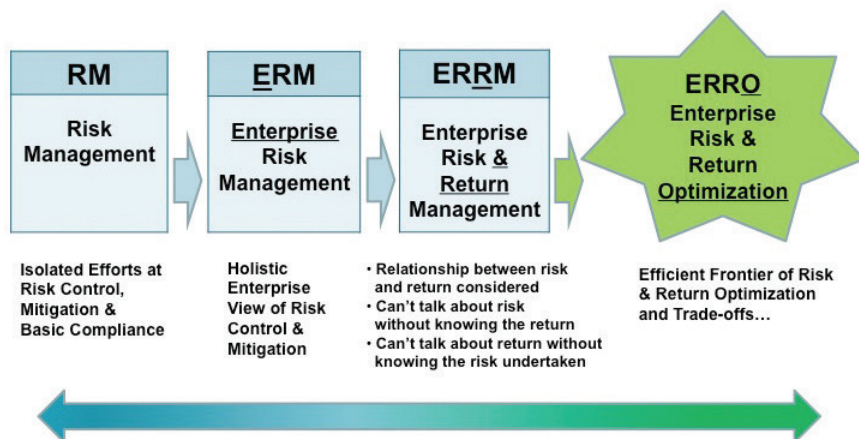 RM
Risk
Management
ERM
Enterprise
Risk
Management
ERRM
Enterprise
Risk &
Return
Management
ERRO
Enterprise
Risk &
Return
Optimization
Isolated Efforts at
Risk Control,
Mitigation &
Basic Compliance
Holistic
Enterprise
View of Risk
Control &
Mitigation
• Relationship between risk
and return considered
• Can't talk about risk
without knowing the return
• Can't talk about return without
knowing the risk undertaken
Efficient Frontier of Risk
& Return Optimization
and Trade-offs...